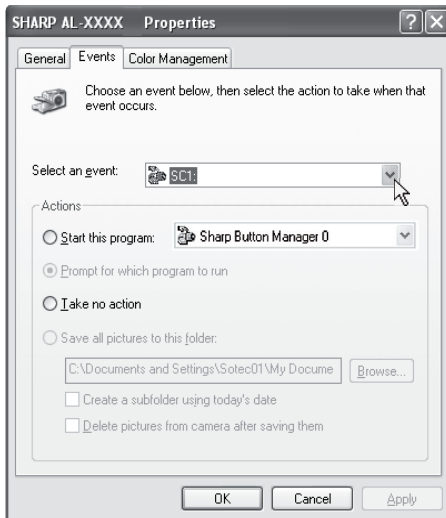 SHARP AL-XXXX Properties
General Events Color Management
Choose an event below, then select the action to take when that
event occurs.
Select an event: SC1:
Actions
Start this program: Sharp Button Manager O
Prompt for which program to run
Take no action
Save all pictures to this folder:
C:\Documents and Settings\Sotec01\My Docume Browse...
Create a subfolder using today's date
Delete pictures from camera after saving them
OK Cancel Apply